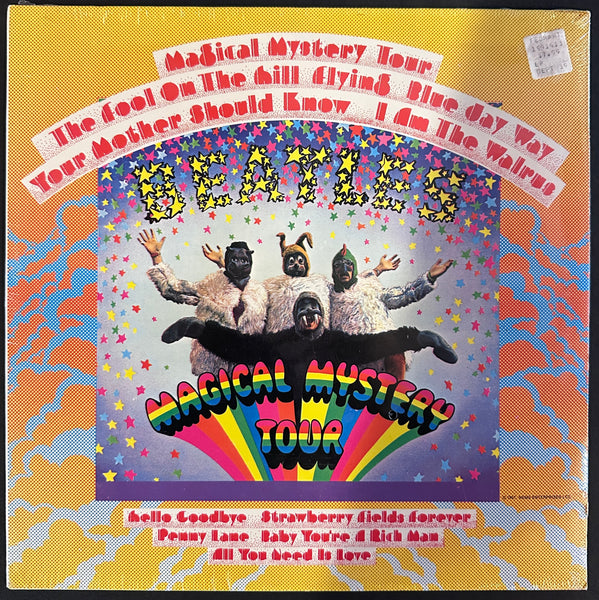 Magical Mystery Tour
The Fool On The Hill Flying Blue Jay Way
Your Mother Should Know I Am The Walrus
BEATLES
MAGICAL MYSTERY
TOUR
Hello Goodbye Strawberry Fields Forever
Penny Lane Baby You're A Rich Man
All You Need Is Love